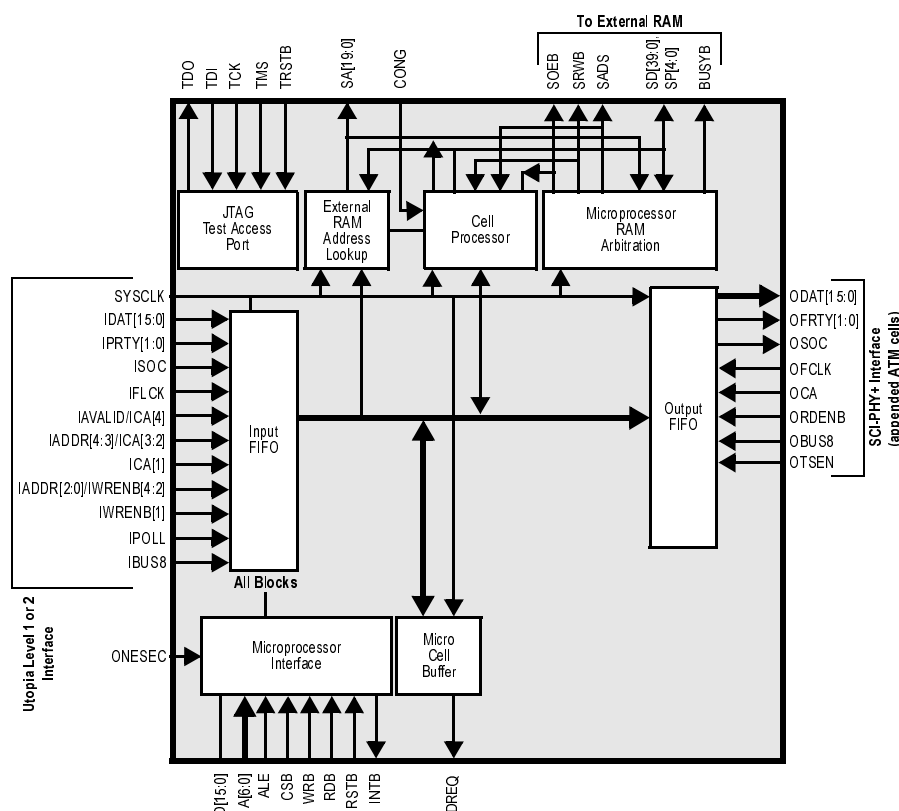 To External RAM
TDO
TDI
TCK
TMS
TRSTB
SA[19:0]
CONG
SOEB
SRWB
SADS
SD[39:0],
SP[4:0]
BUSYB
JTAG
Test Access
Port
External
RAM
Address
Lookup
Cell
Processor
Microprocessor
RAM
Arbitration
SYSCLK
IDAT[15:0]
IPRTY[1:0]
ISOC
IFLCK
IAVALID/ICA[4]
IADDR[4:3]/ICA[3:2]
ICA[1]
IADDR[2:0]/IWRENB[4:2]
IWRENB[1]
IPOLL
IBUS8
Utopia Level 1 or 2
Interface
Input
FIFO
Output
FIFO
ODAT[15:0]
OFRTY[1:0]
OSOC
OFCLK
OCA
ORDENB
OBUS8
OTSEN
SCI-PHY+ Interface
(appended ATM cells)
All Blocks
ONESEC
Microprocessor
Interface
Micro
Cell
Buffer
D[15:0]
A[6:0]
ALE
CSB
WRB
RDB
RSTB
INTB
DREQ